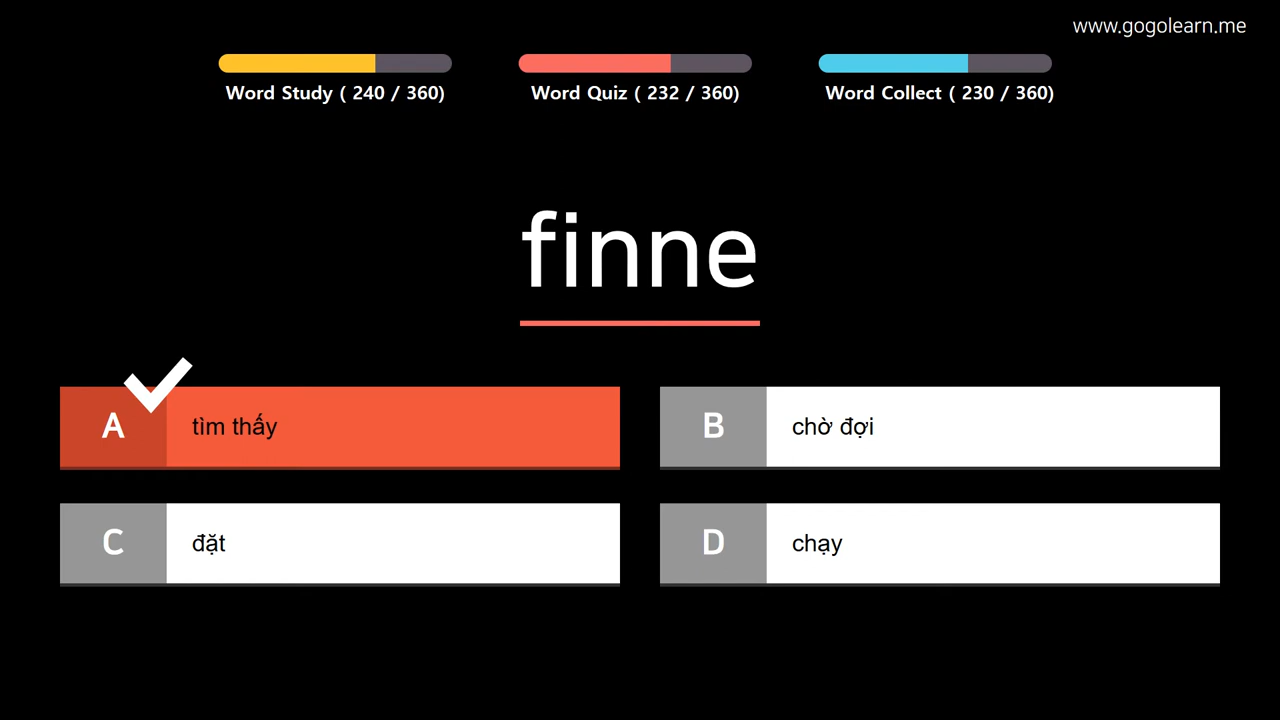 www.gogolearn.me
Word Study ( 240 / 360)
Word Quiz ( 232 / 360)
Word Collect ( 230 / 360)
finne
A
tìm thấy
B
chờ đợi
C
đặt
D
chạy